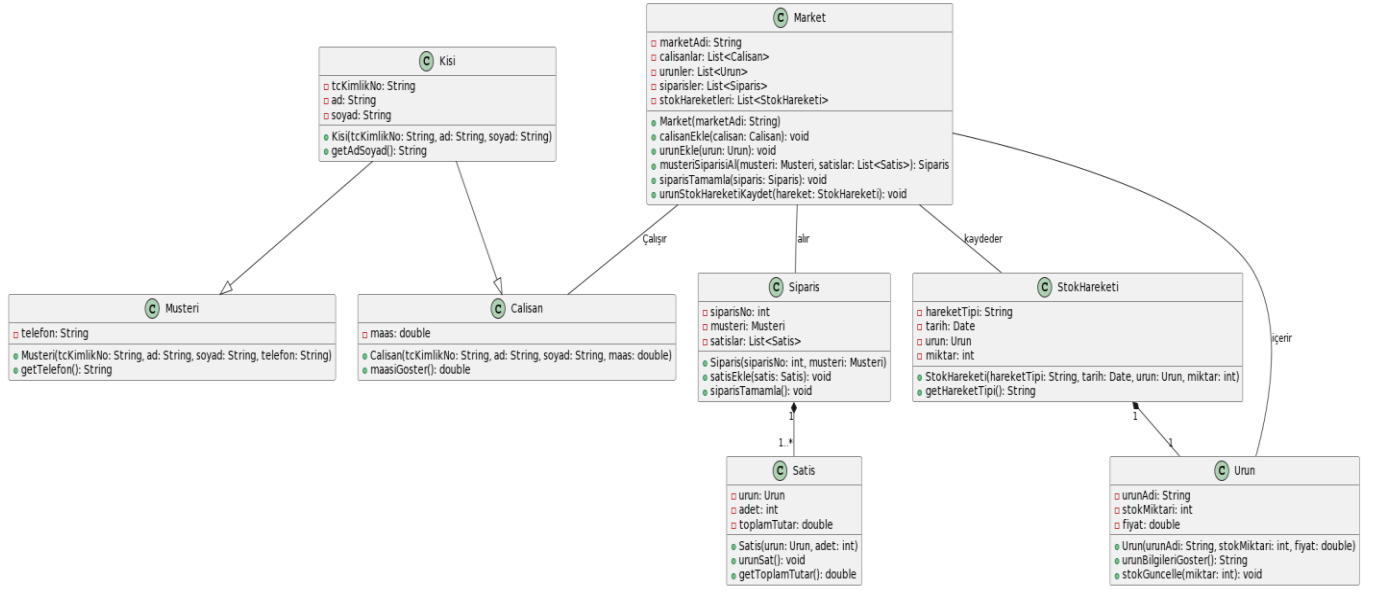 C Market
marketAdi: String
calisanlar: List<Calisan>
urunler: List<Urun>
siparisler: List<Siparis>
stokHareketleri: List<StokHareketi>
Market(marketAdi: String)
calisanEkle(calisan: Calisan): void
urunEkle(urun: Urun): void
musteriSiparisiAl(musteri: Musteri, satislar: List<Satis>): Siparis
siparisTamamla(siparis: Siparis): void
urunStokHareketiKaydet(hareket: StokHareketi): void
C Kisi
tcKimlikNo: String
ad: String
soyad: String
Kisi(tcKimlikNo: String, ad: String, soyad: String)
getAdSoyad(): String
Çalışır
alır
kaydeder
içerir
C Musteri
telefon: String
Musteri(tcKimlikNo: String, ad: String, soyad: String, telefon: String)
getTelefon(): String
C Calisan
maas: double
Calisan(tcKimlikNo: String, ad: String, soyad: String, maas: double)
maasiGoster(): double
C Siparis
siparisNo: int
musteri: Musteri
satislar: List<Satis>
Siparis(siparisNo: int, musteri: Musteri)
satisEkle(satis: Satis): void
siparisTamamla(): void
C StokHareketi
hareketTipi: String
tarih: Date
urun: Urun
miktar: int
StokHareketi(hareketTipi: String, tarih: Date, urun: Urun, miktar: int)
getHareketTipi(): String
1
1..*
1
1
C Satis
urun: Urun
adet: int
toplamTutar: double
Satis(urun: Urun, adet: int)
urunSat(): void
getToplamTutar(): double
C Urun
urunAdi: String
stokMiktari: int
fiyat: double
Urun(urunAdi: String, stokMiktari: int, fiyat: double)
urunBilgileriGoster(): String
stokGuncelle(miktar: int): void